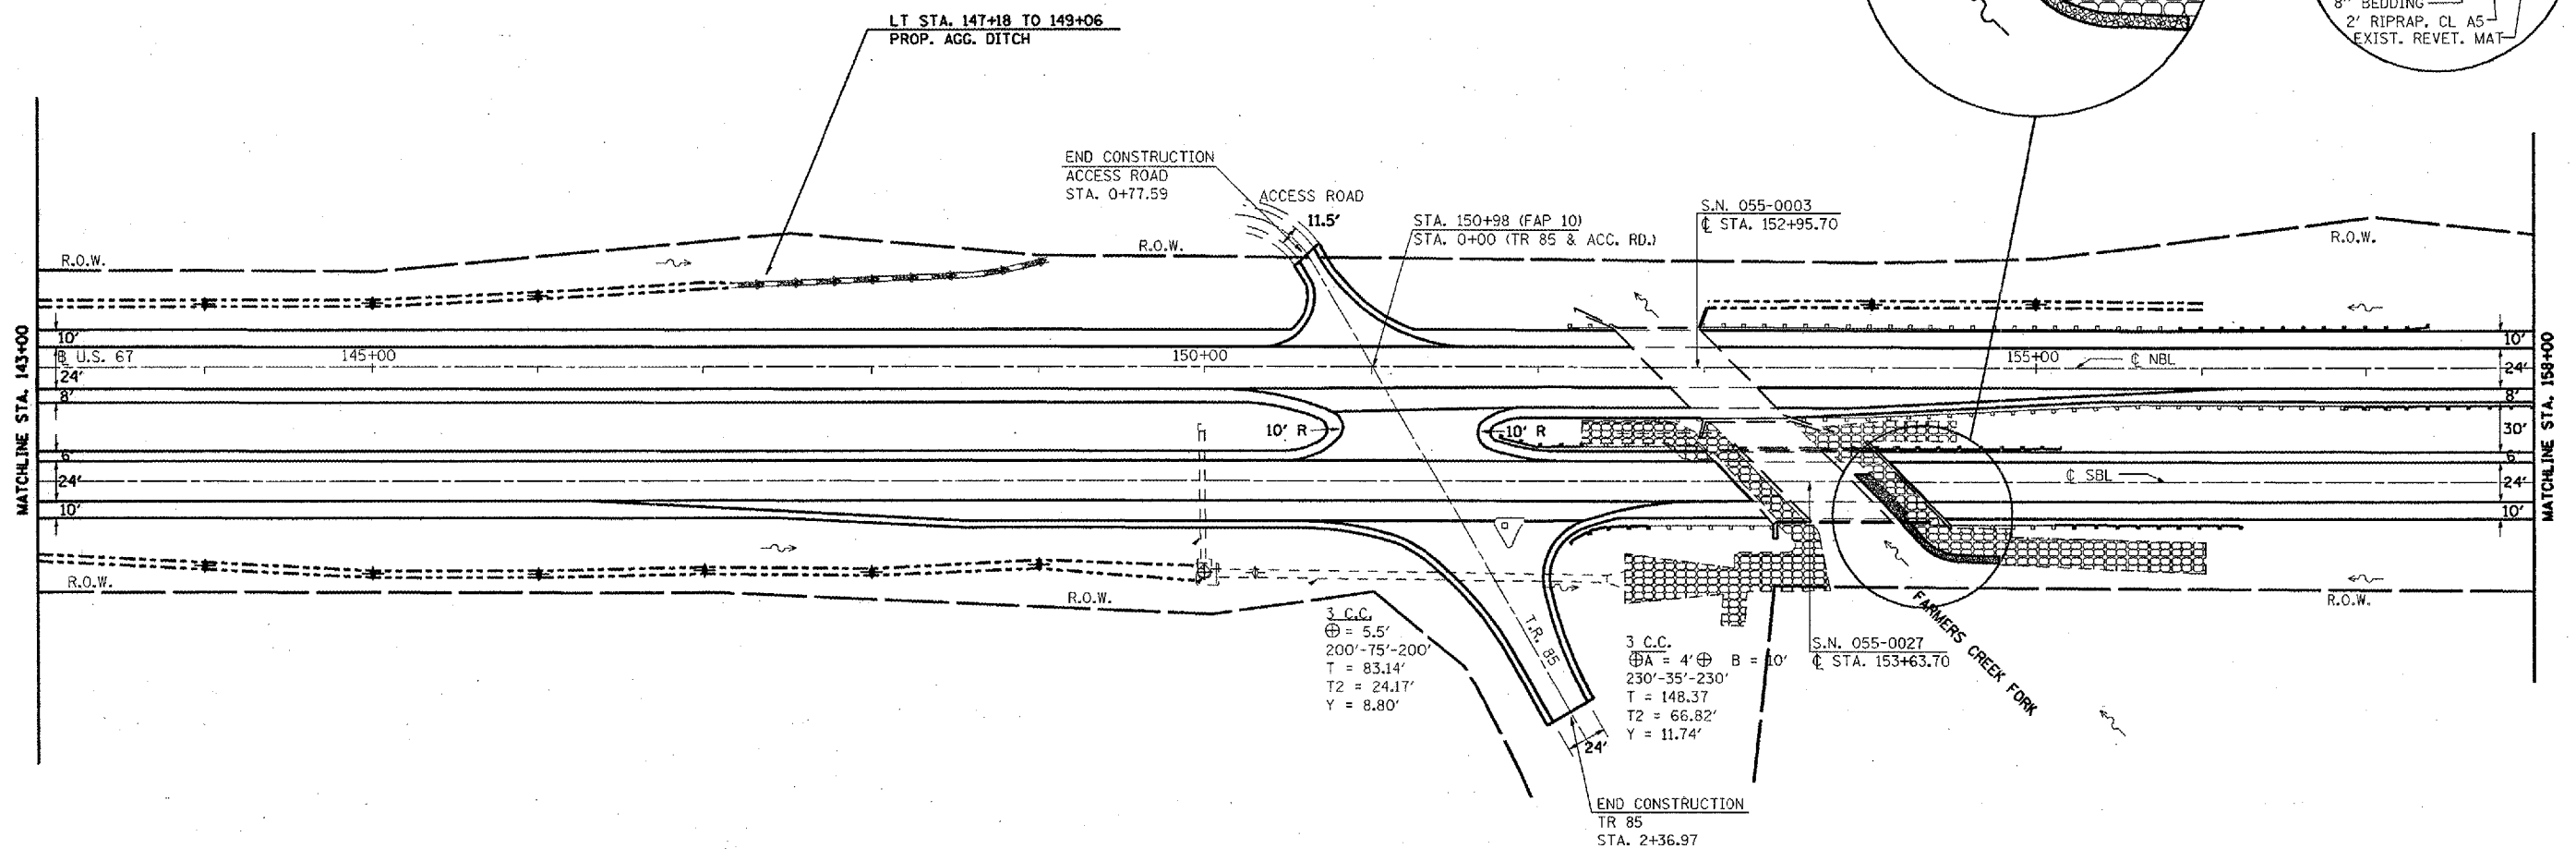 LT STA. 147+18 TO 149+06
PROP. AGG. DITCH
8" BEDDING
2' RIPRAP, CL A5
EXIST. REVET. MAT
END CONSTRUCTION
ACCESS ROAD
STA. 0+77.59
ACCESS ROAD
11.5'
STA. 150+98 (FAP 10)
STA. 0+00 (TR 85 & ACC. RD.)
S.N. 055-0003
℄ STA. 152+95.70
R.O.W.
R.O.W.
R.O.W.
MATCHLINE STA. 143+00
10'
B U.S. 67
24'
8'
6'
24'
10'
145+00
150+00
155+00
℄ NBL
10' R
10' R
℄ SBL
10'
24'
8'
30'
6'
24'
10'
MATCHLINE STA. 158+00
R.O.W.
R.O.W.
R.O.W.
3 C.C.
⊕ = 5.5'
200'-75'-200'
T = 83.14'
T2 = 24.17'
Y = 8.80'
T.R. 85
24'
3 C.C.
⊕A = 4'⊕ B = 10'
230'-35'-230'
T = 148.37
T2 = 66.82'
Y = 11.74'
S.N. 055-0027
℄ STA. 153+63.70
FARMERS CREEK FORK
END CONSTRUCTION
TR 85
STA. 2+36.97